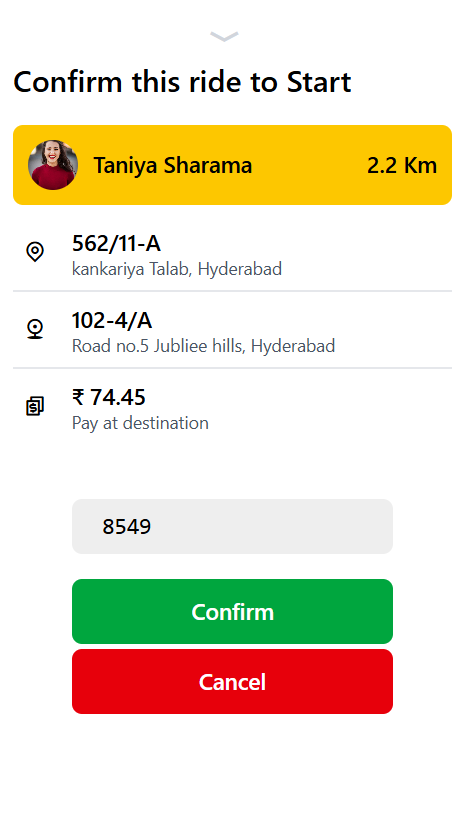 Confirm this ride to Start
Taniya Sharama 2.2 Km
562/11-A
kankariya Talab, Hyderabad
102-4/A
Road no.5 Jubliee hills, Hyderabad
₹ 74.45
Pay at destination
8549
Confirm
Cancel